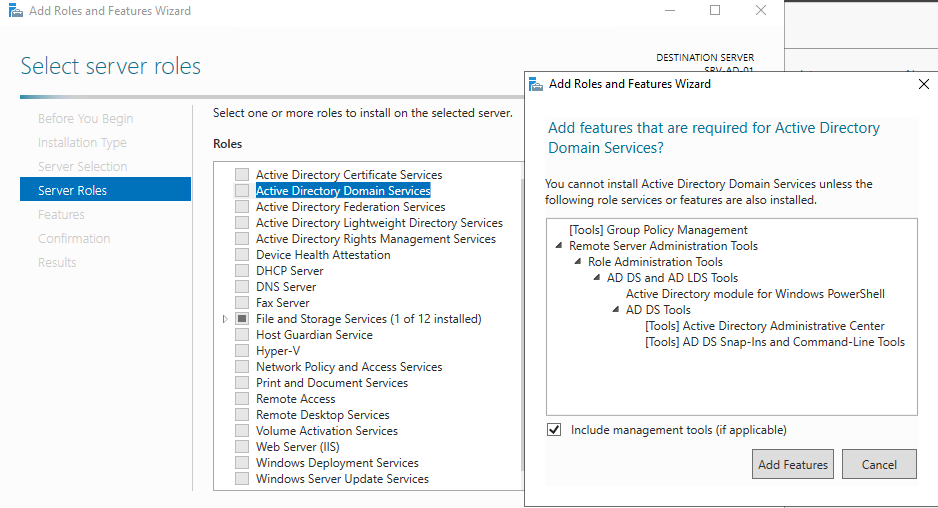 Add Roles and Features Wizard
Select server roles
DESTINATION SERVER
SRV-AD-01
Before You Begin
Installation Type
Server Selection
Server Roles
Features
Confirmation
Results
Select one or more roles to install on the selected server.
Roles
Active Directory Certificate Services
Active Directory Domain Services
Active Directory Federation Services
Active Directory Lightweight Directory Services
Active Directory Rights Management Services
Device Health Attestation
DHCP Server
DNS Server
Fax Server
File and Storage Services (1 of 12 installed)
Host Guardian Service
Hyper-V
Network Policy and Access Services
Print and Document Services
Remote Access
Remote Desktop Services
Volume Activation Services
Web Server (IIS)
Windows Deployment Services
Windows Server Update Services
Add Roles and Features Wizard
Add features that are required for Active Directory
Domain Services?
You cannot install Active Directory Domain Services unless the
following role services or features are also installed.
[Tools] Group Policy Management
Remote Server Administration Tools
Role Administration Tools
AD DS and AD LDS Tools
Active Directory module for Windows PowerShell
AD DS Tools
[Tools] Active Directory Administrative Center
[Tools] AD DS Snap-Ins and Command-Line Tools
Include management tools (if applicable)
Add Features
Cancel